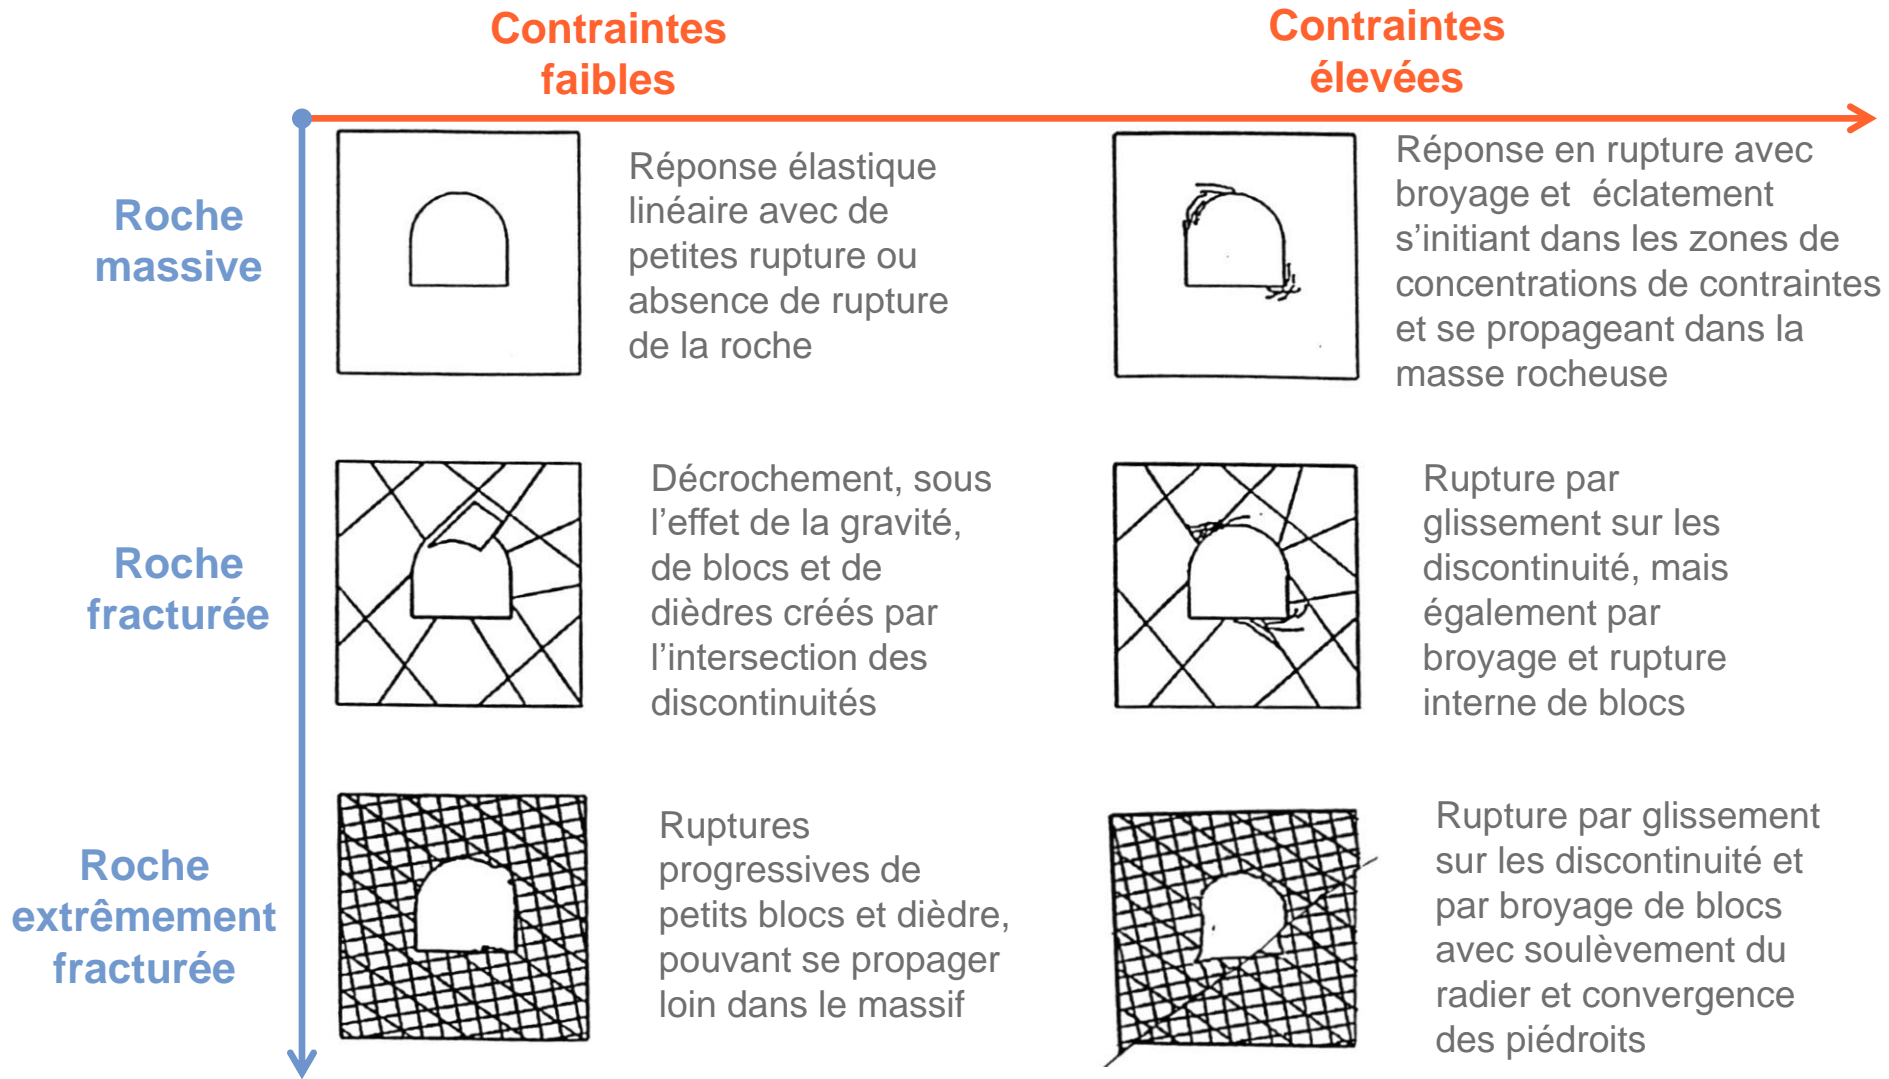 Contraintes
faibles
Contraintes
élevées
Roche
massive
Réponse élastique
linéaire avec de
petites rupture ou
absence de rupture
de la roche
Réponse en rupture avec
broyage et éclatement
s’initiant dans les zones de
concentrations de contraintes
et se propageant dans la
masse rocheuse
Roche
fracturée
Décrochement, sous
l’effet de la gravité,
de blocs et de
dièdres créés par
l’intersection des
discontinuités
Rupture par
glissement sur les
discontinuité, mais
également par
broyage et rupture
interne de blocs
Roche
extrêmement
fracturée
Ruptures
progressives de
petits blocs et dièdre,
pouvant se propager
loin dans le massif
Rupture par glissement
sur les discontinuité et
par broyage de blocs
avec soulèvement du
radier et convergence
des piédroits